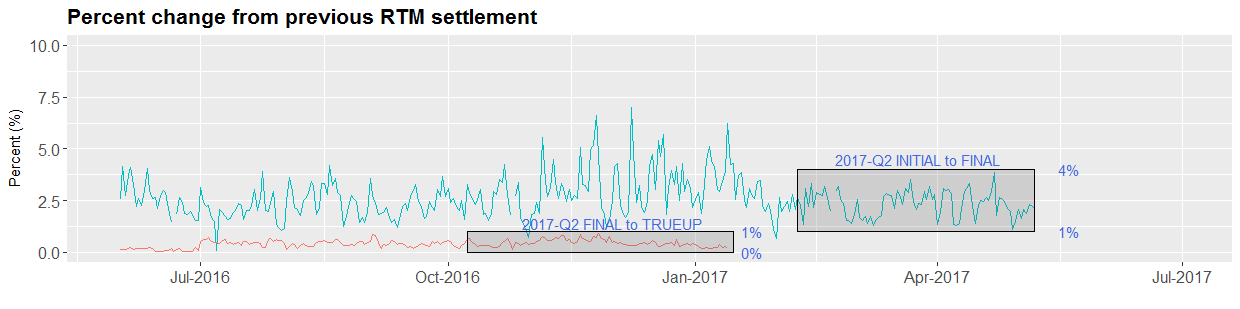 Percent change from previous RTM settlement
Percent (%)
10.0
7.5
5.0
2.5
0.0
2017-Q2 INITIAL to FINAL
4%
1%
2017-Q2 FINAL to TRUEUP
1%
0%
Jul-2016
Oct-2016
Jan-2017
Apr-2017
Jul-2017